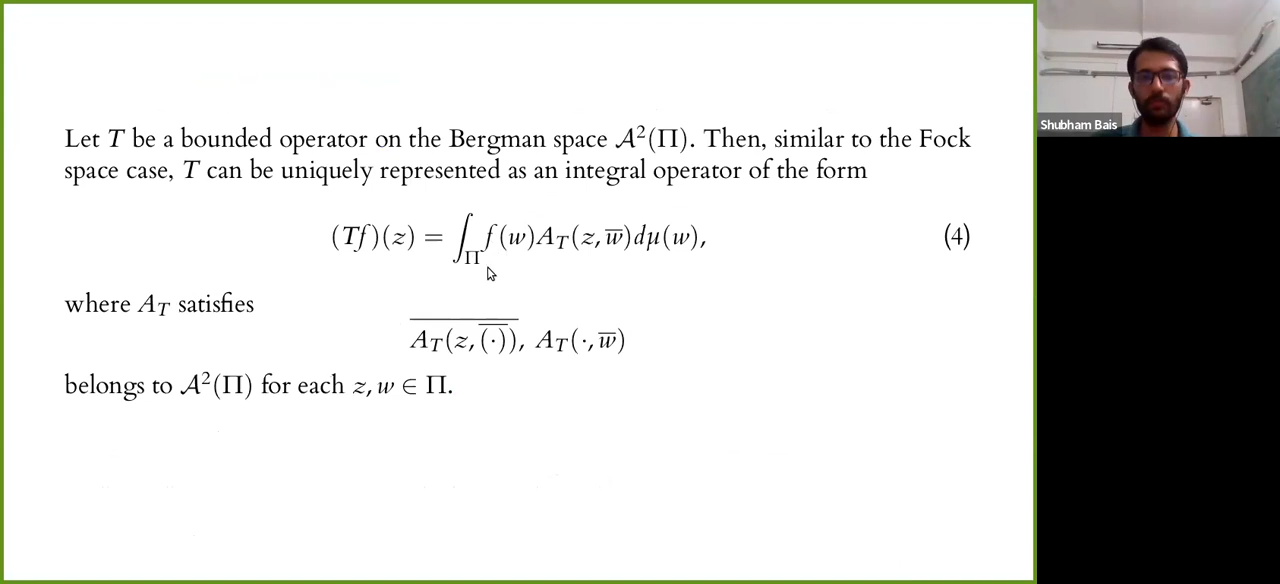 Let T be a bounded operator on the Bergman space 𝒜²(Π). Then, similar to the Fock
space case, T can be uniquely represented as an integral operator of the form
(Tf)(z) = ∫_Π f(w)A_T(z, w̅)dμ(w), (4)
where A_T satisfies
\overline{A_T(z, \overline{(·)})}, A_T(·, w̅)
belongs to 𝒜²(Π) for each z, w ∈ Π.
Shubham Bais